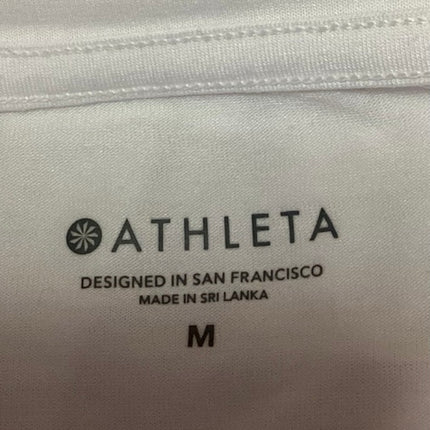 ATHLETA
DESIGNED IN SAN FRANCISCO
MADE IN SRI LANKA
M